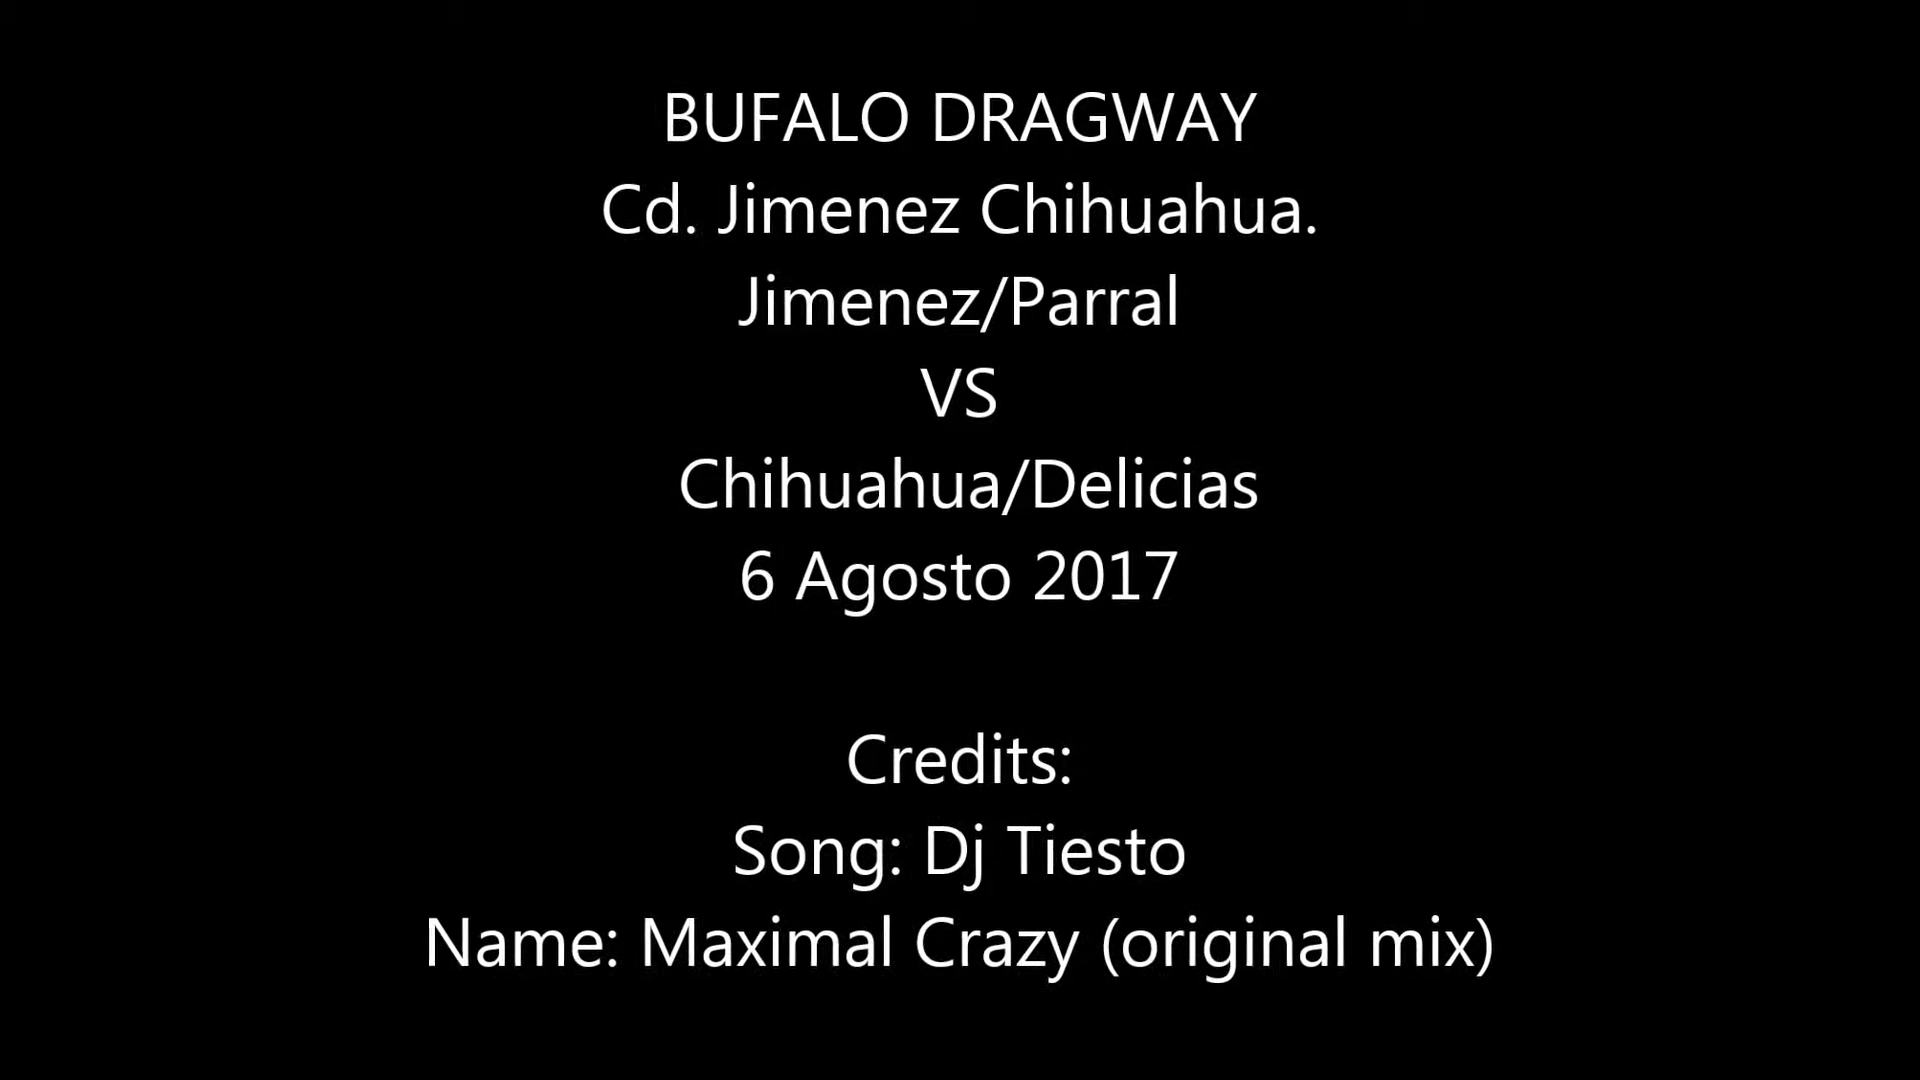 BUFALO DRAGWAY
Cd. Jimenez Chihuahua.
Jimenez/Parral
VS
Chihuahua/Delicias
6 Agosto 2017
Credits:
Song: Dj Tiesto
Name: Maximal Crazy (original mix)